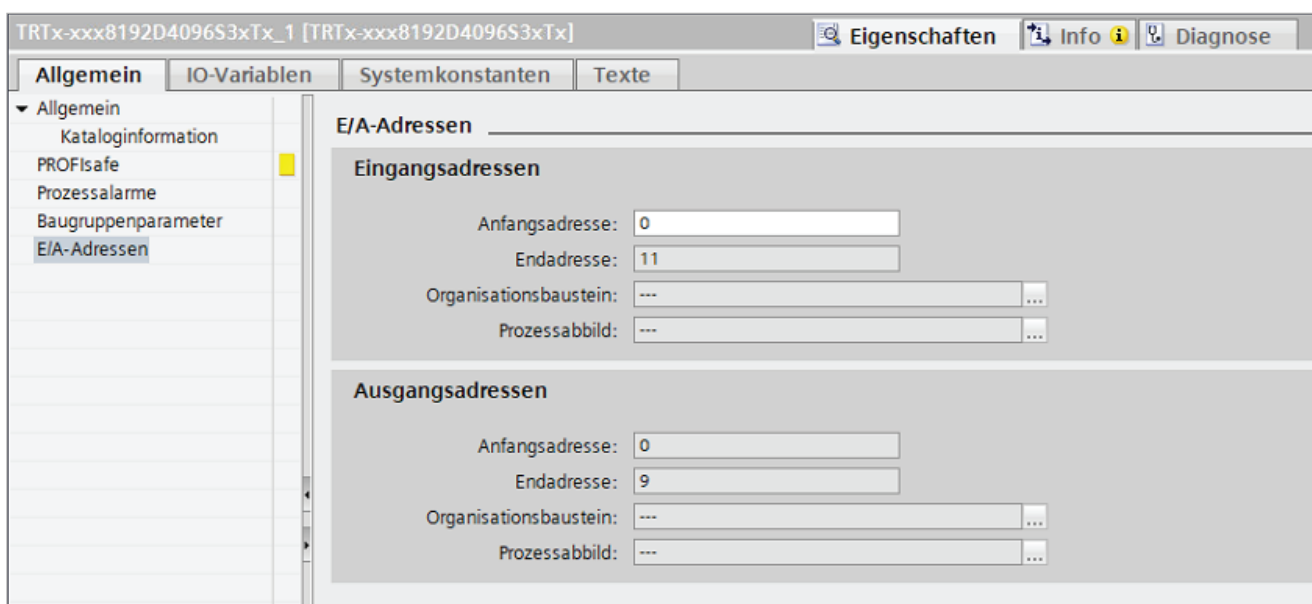 TRTx-xxx8192D4096S3xTx_1 [TRTx-xxx8192D4096S3xTx]
Eigenschaften Info Diagnose
Allgemein IO-Variablen Systemkonstanten Texte
Allgemein
Kataloginformation
PROFIsafe
Prozessalarme
Baugruppenparameter
E/A-Adressen
E/A-Adressen
Eingangsadressen
Anfangsadresse: 0
Endadresse: 11
Organisationsbaustein: --- ...
Prozessabbild: --- ...
Ausgangsadressen
Anfangsadresse: 0
Endadresse: 9
Organisationsbaustein: --- ...
Prozessabbild: --- ...